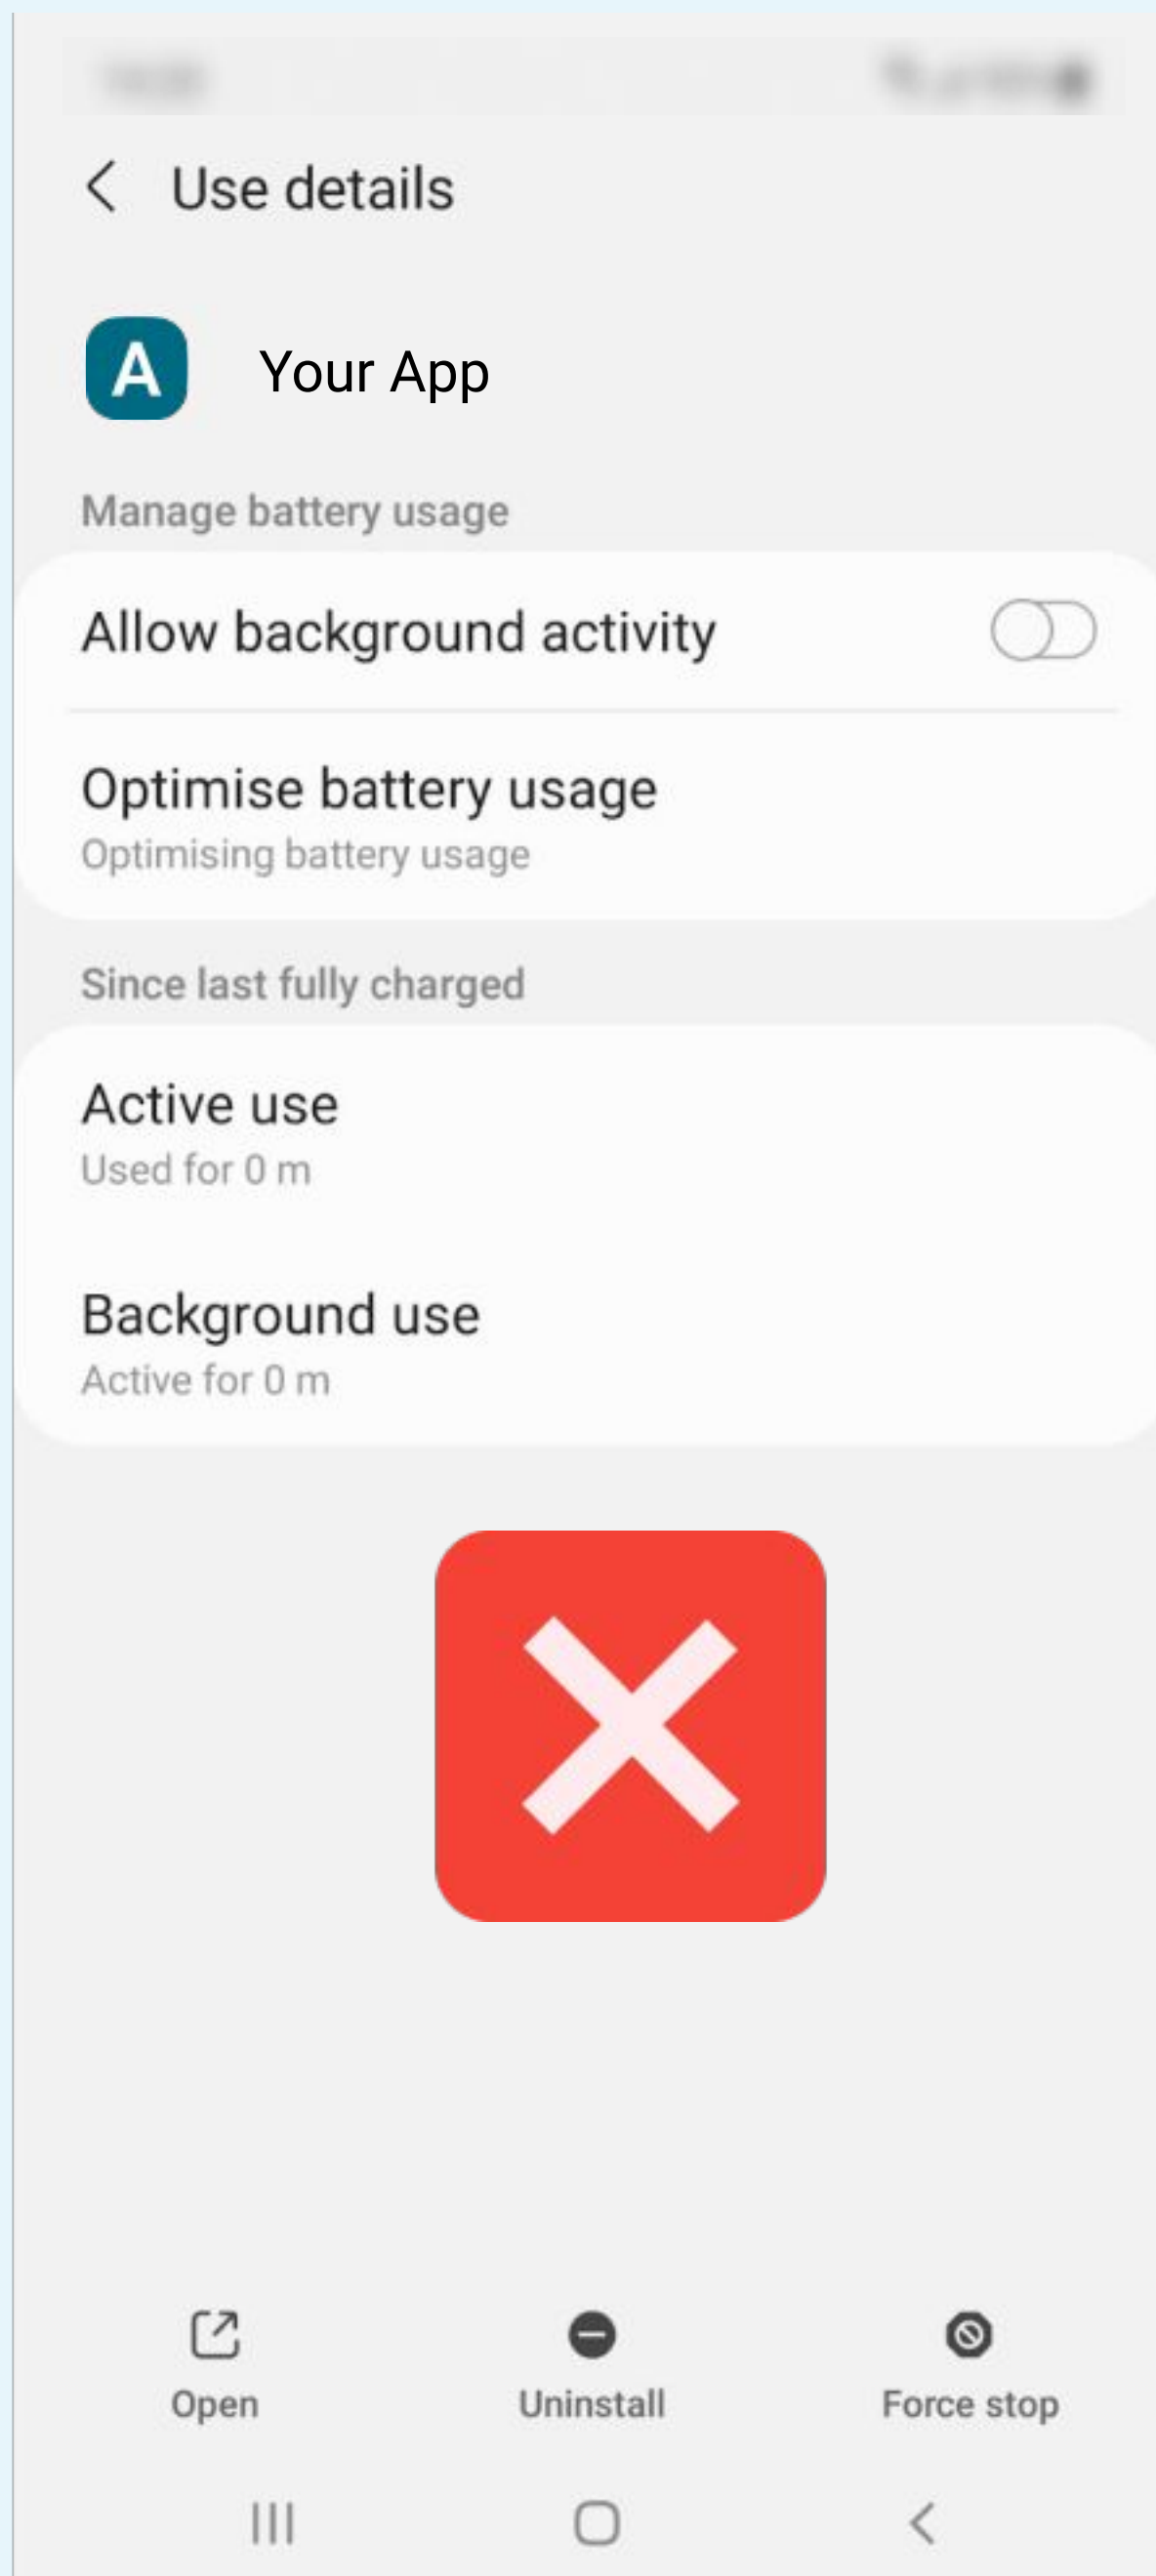 Use details
A
Your App
Manage battery usage
Allow background activity
Optimise battery usage
Optimising battery usage
Since last fully charged
Active use
Used for 0 m
Background use
Active for 0 m
Open
Uninstall
Force stop